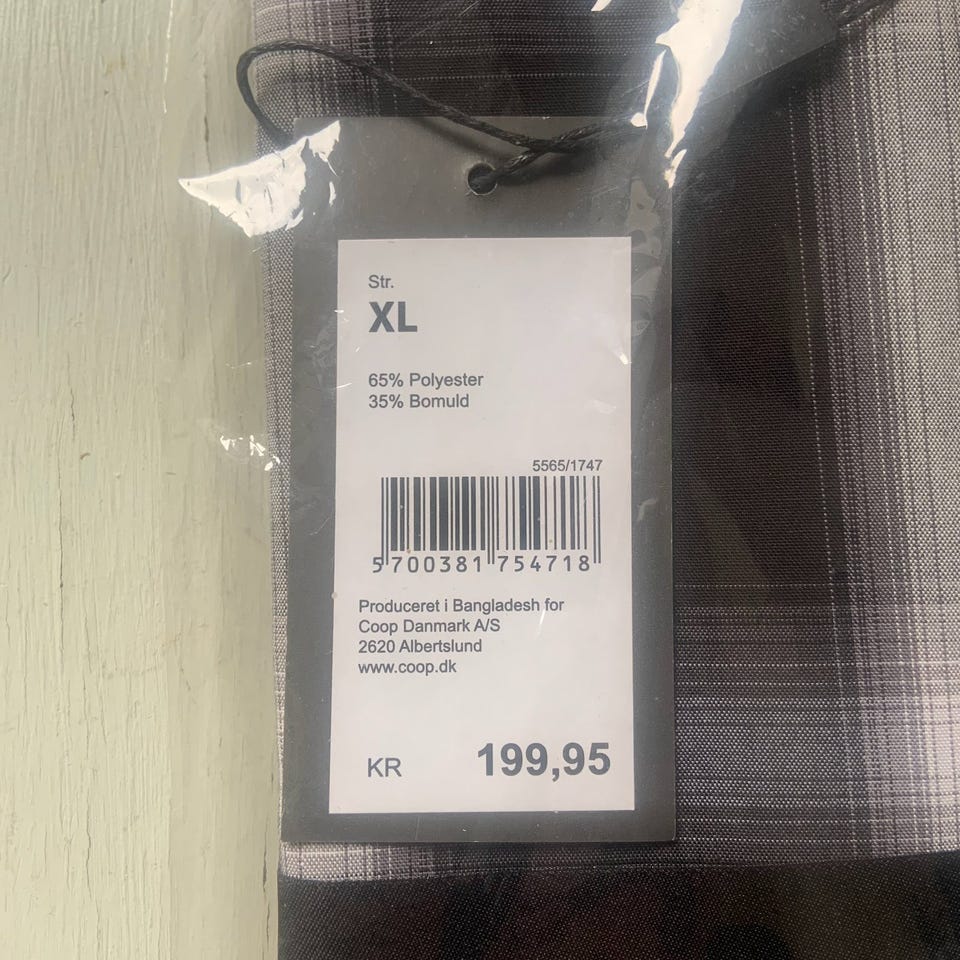 Str.
XL
65% Polyester
35% Bomuld
5565/1747
5 700381 754718
Produceret i Bangladesh for
Coop Danmark A/S
2620 Albertslund
www.coop.dk
KR 199,95